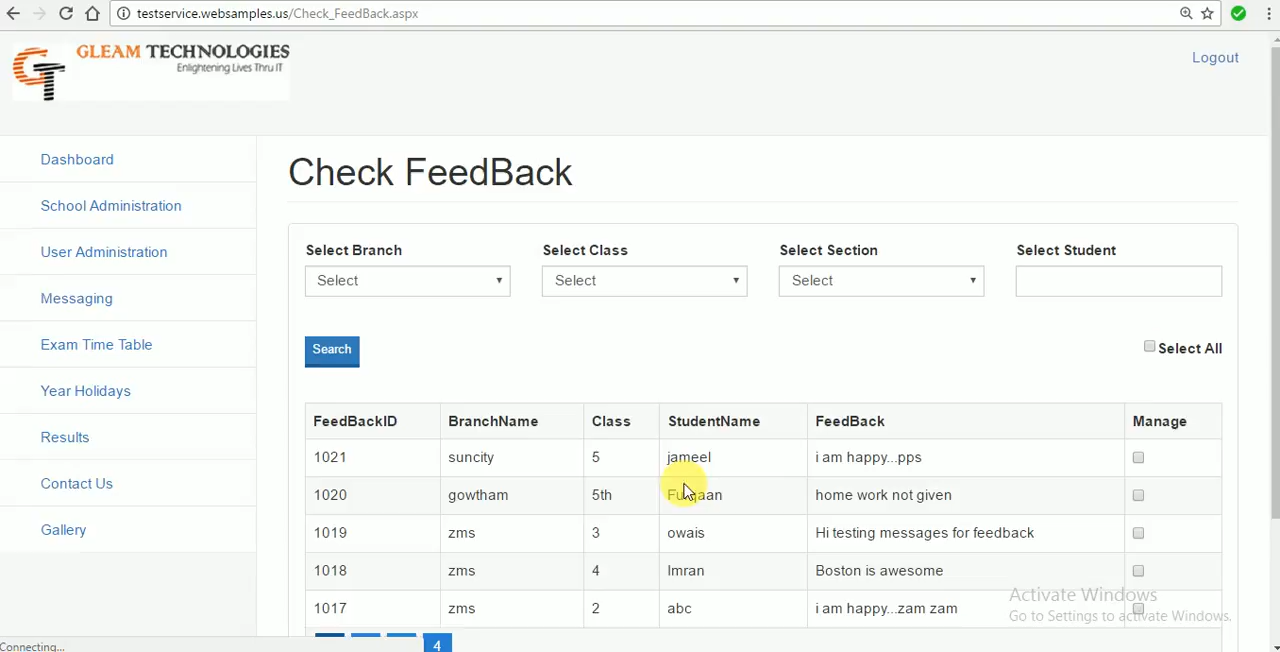 testservice.websamples.us/Check_FeedBack.aspx
GLEAM TECHNOLOGIES
Enlightening Lives Thru IT
GT
Logout
Dashboard
School Administration
User Administration
Messaging
Exam Time Table
Year Holidays
Results
Contact Us
Gallery
Check FeedBack
Select Branch Select Class Select Section Select Student
Select Select Select
Search
Select All
FeedBackID BranchName Class StudentName FeedBack Manage
1021 suncity 5 jameel i am happy...pps
1020 gowtham 5th Furqaan home work not given
1019 zms 3 owais Hi testing messages for feedback
1018 zms 4 Imran Boston is awesome
1017 zms 2 abc i am happy...zam zam
4
Activate Windows
Go to Settings to activate Windows.
Connecting...